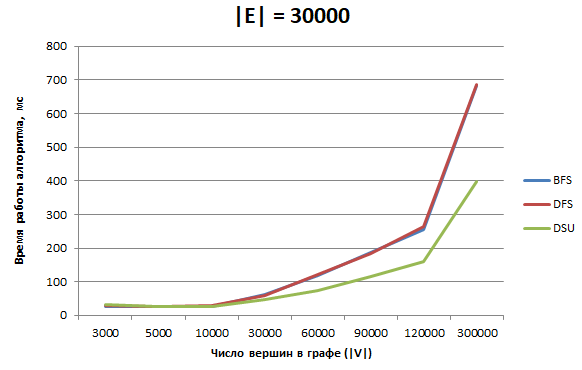 |E| = 30000
800
700
600
500
400
300
200
100
0
Время работы алгоритма, мс
3000 5000 10000 30000 60000 90000 120000 300000
Число вершин в графе (|V|)
BFS
DFS
DSU